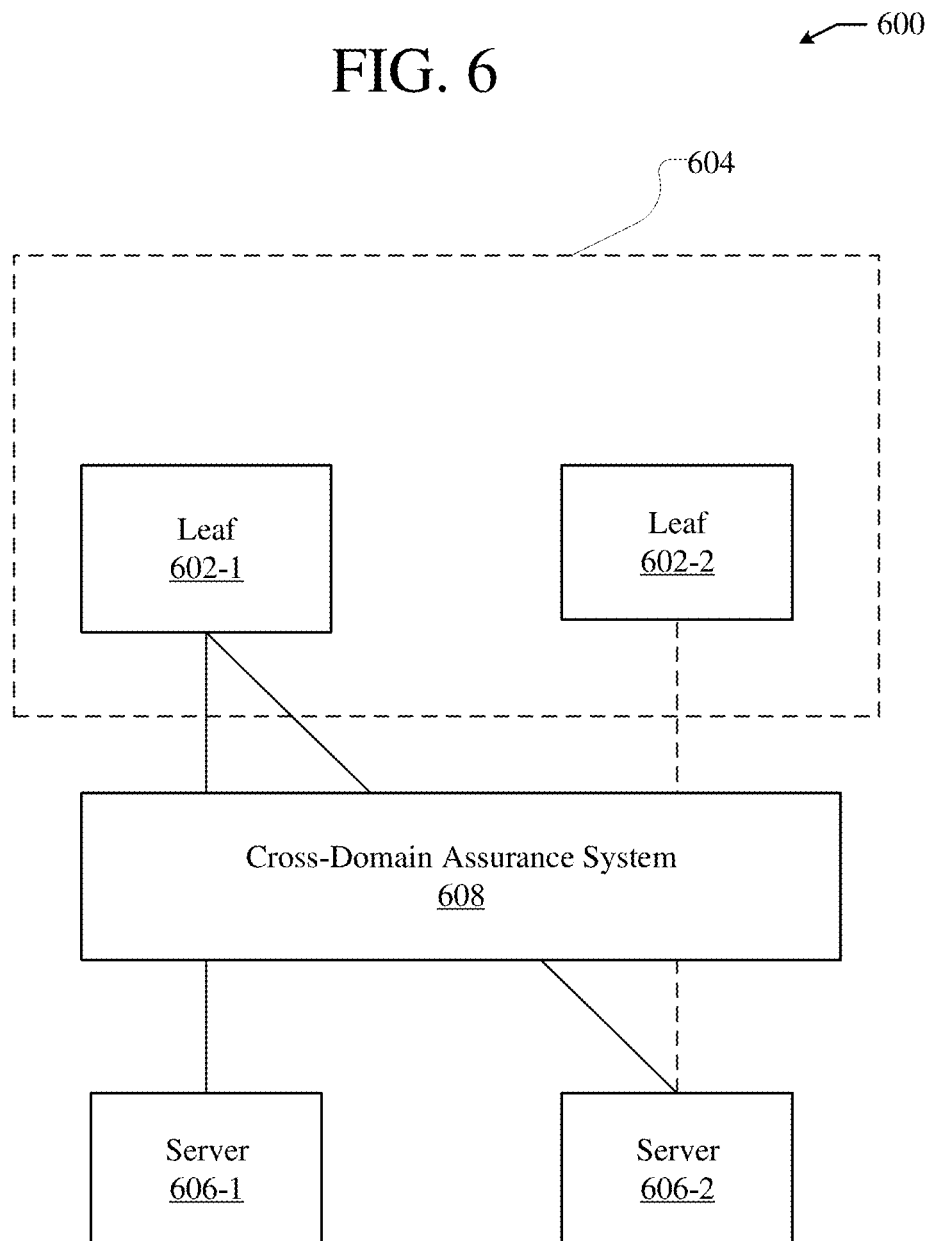 600
FIG. 6
604
Leaf
602-1
Leaf
602-2
Cross-Domain Assurance System
608
Server
606-1
Server
606-2